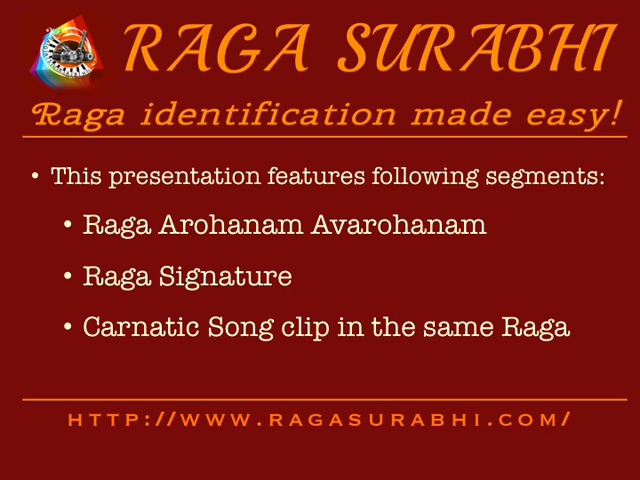 RAGA SURABHI
Raga identification made easy!
• This presentation features following segments:
• Raga Arohanam Avarohanam
• Raga Signature
• Carnatic Song clip in the same Raga
HTTP://WWW.RAGASURABHI.COM/